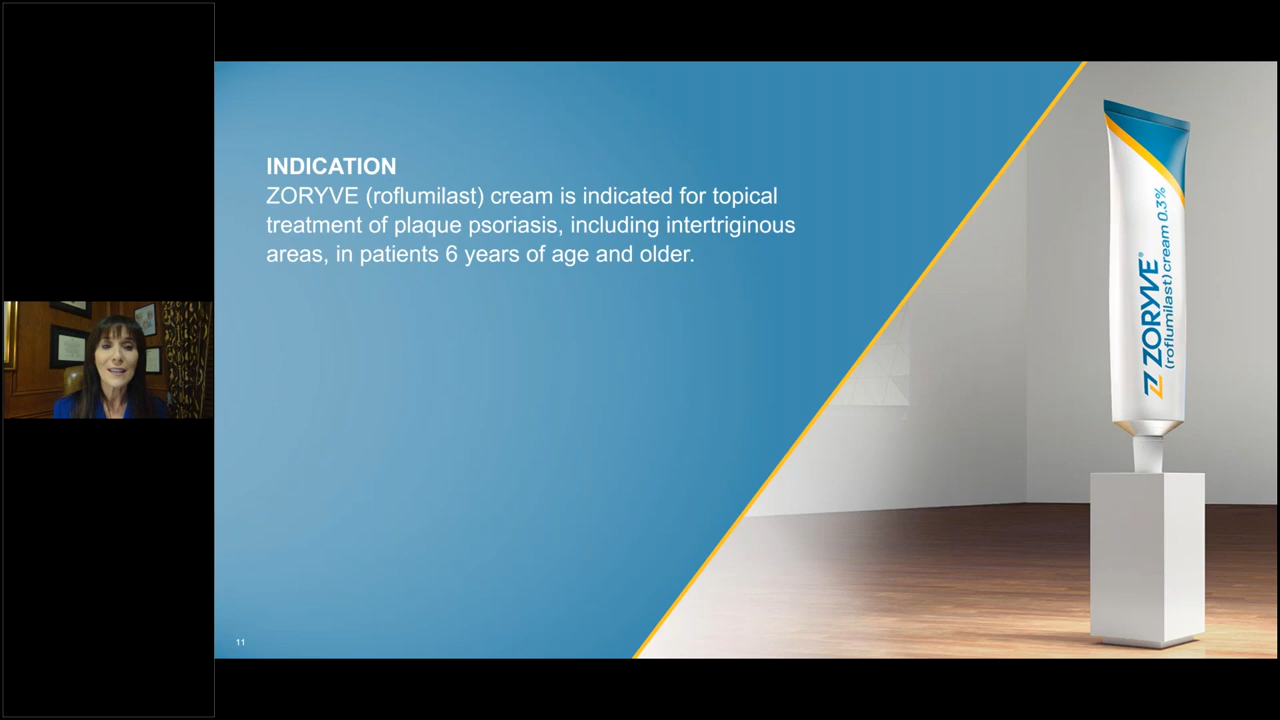 INDICATION
ZORYVE (roflumilast) cream is indicated for topical
treatment of plaque psoriasis, including intertriginous
areas, in patients 6 years of age and older.
ZORYVE®
(roflumilast) cream 0.3%
11